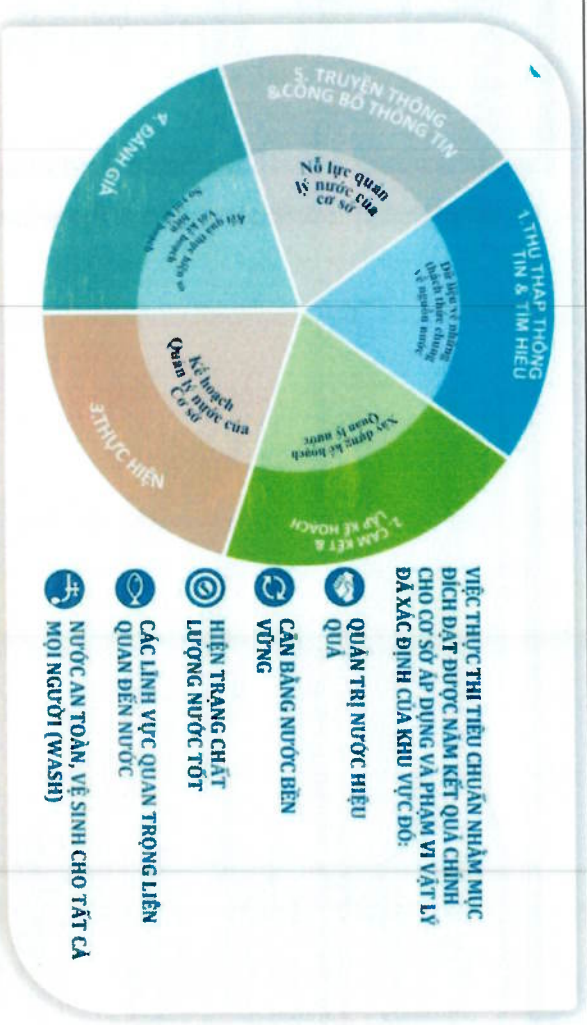 1.THU THẬP THÔNG
TIN & TÌM HIỂU
Dữ liệu về những
thách thức chung
về nguồn nước
2. CAM KẾT &
LẬP KẾ HOẠCH
Xây dựng kế hoạch
Quản lý nước
3.THỰC HIỆN
Kế hoạch
Quản lý nước của
Cơ sở
4. ĐÁNH GIÁ
Kết quả thực hiện so
5. TRUYỀN THÔNG
&CÔNG BỐ THÔNG TIN
Nỗ lực quan
lý nước của
cơ sở
VIỆC THỰC THI TIÊU CHUẨN NHẰM MỤC
ĐÍCH ĐẠT ĐƯỢC NĂM KẾT QUẢ CHÍNH
CHO CƠ SỞ ÁP DỤNG VÀ PHẠM VI VẬT LÝ
ĐÃ XÁC ĐỊNH CỦA KHU VỰC ĐÓ:
QUẢN TRỊ NƯỚC HIỆU
QUẢ
CÂN BẰNG NƯỚC BỀN
VỮNG
HIỆN TRẠNG CHẤT
LƯỢNG NƯỚC TỐT
CÁC LĨNH VỰC QUAN TRỌNG LIÊN
QUAN ĐẾN NƯỚC
NƯỚC AN TOÀN, VỆ SINH CHO TẤT CẢ
MỌI NGƯỜI (WASH)